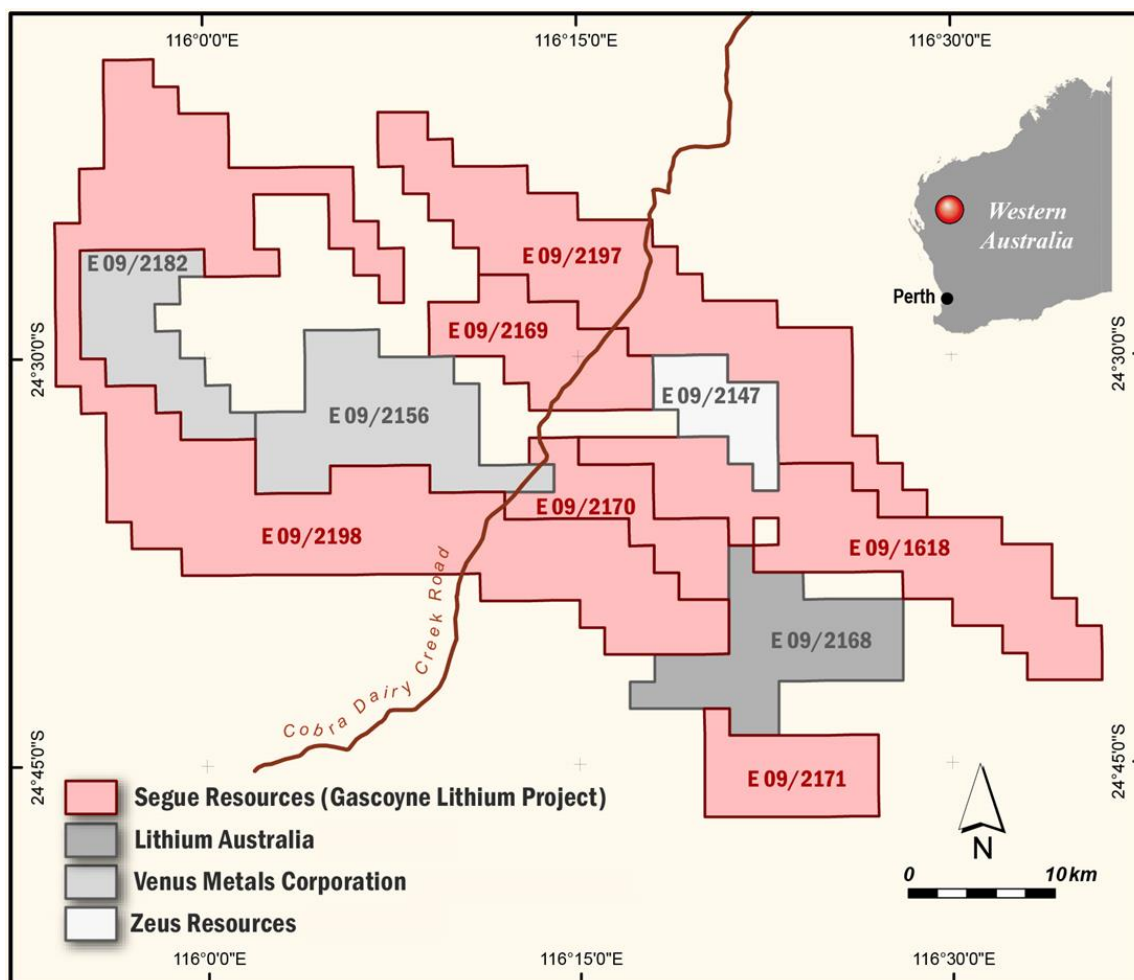 116°0'0"E
116°15'0"E
116°30'0"E
Western
Australia
Perth
E 09/2182
E 09/2197
24°30'0"S
E 09/2169
24°30'0"S
E 09/2147
E 09/2156
E 09/2170
E 09/2198
E 09/1618
Cobra Dairy Creek Road
E 09/2168
24°45'0"S
E 09/2171
24°45'0"S
Segue Resources (Gascoyne Lithium Project)
Lithium Australia
Venus Metals Corporation
Zeus Resources
N
0 10 km
116°0'0"E
116°15'0"E
116°30'0"E